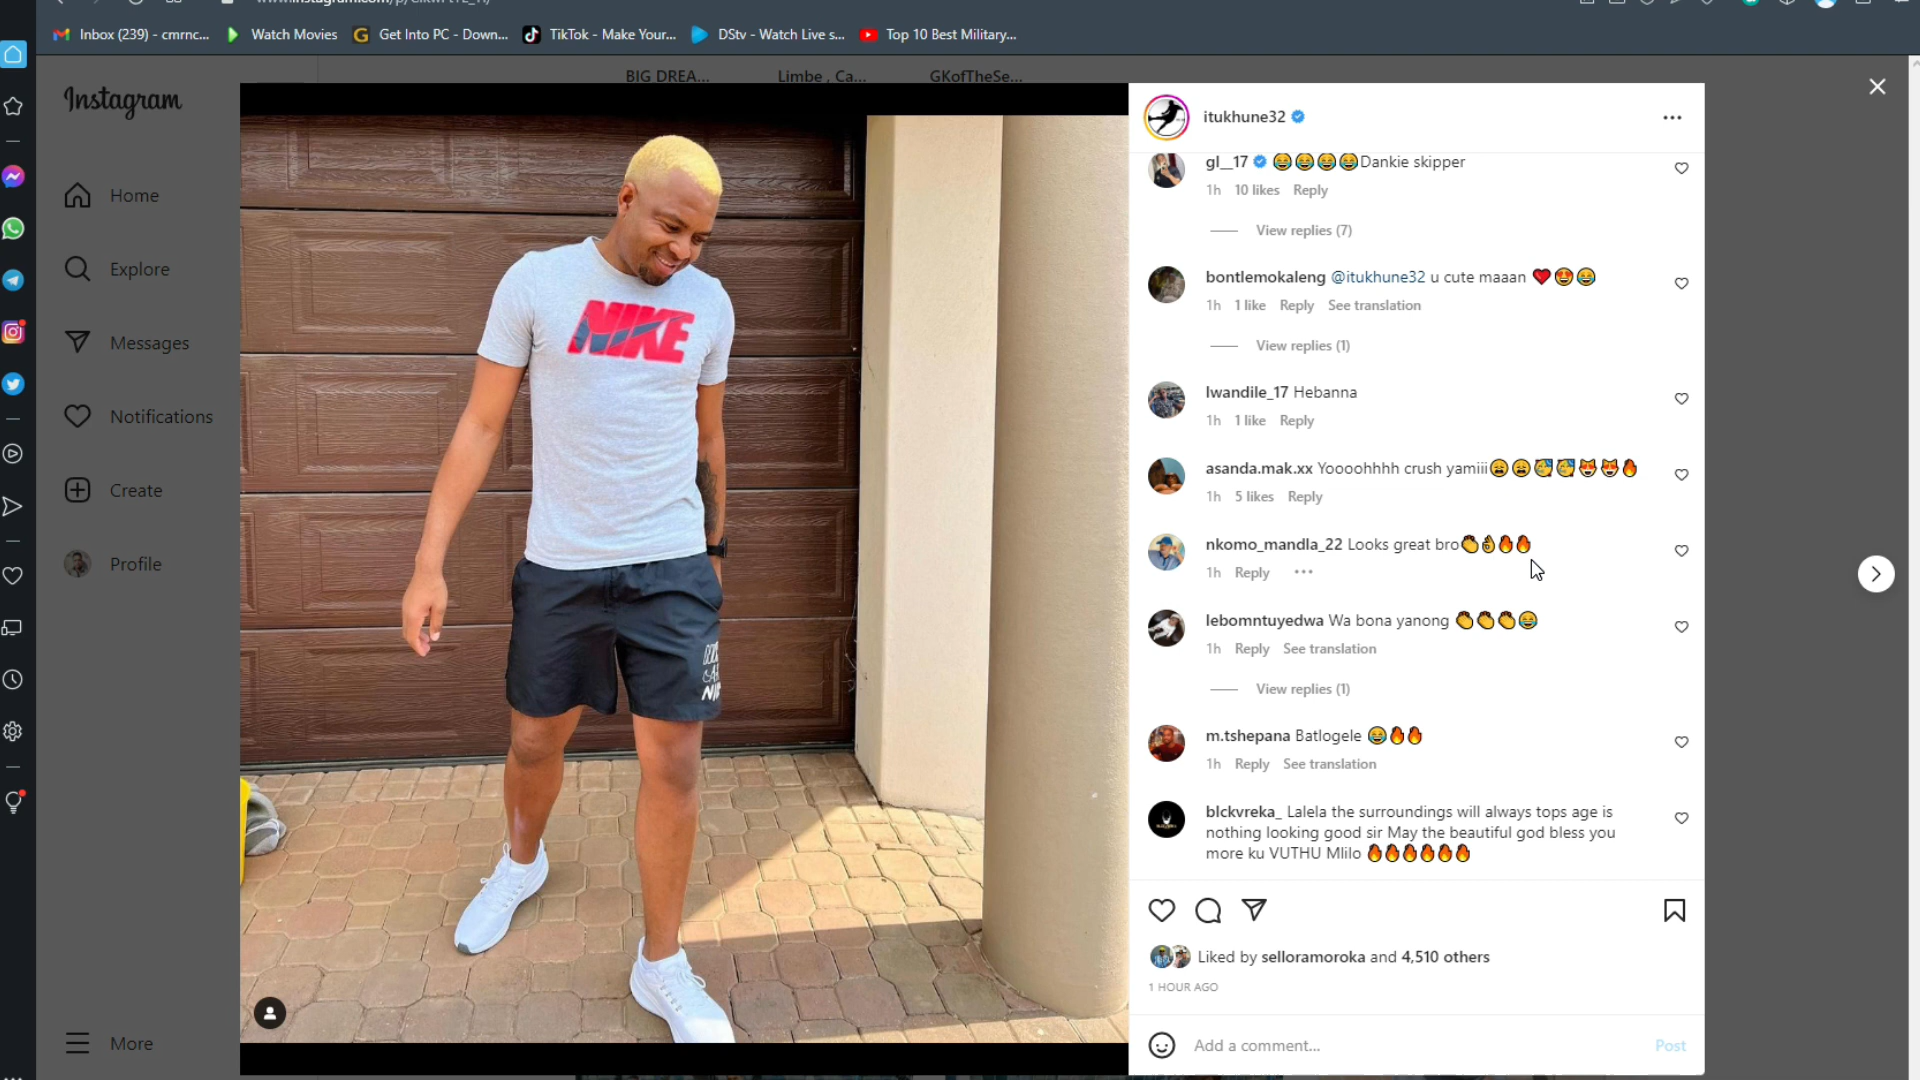 Inbox (239) - cmrnc...
Watch Movies
Get Into PC - Down...
TikTok - Make Your...
DStv - Watch Live s...
Top 10 Best Military...
BIG DREA...
Limbe , Ca...
GKofTheSe...
Instagram
Home
Explore
Messages
Notifications
Create
Profile
More
NIKE
itukhune32
gl__17 😂😂😂😂Dankie skipper
1h 10 likes Reply
View replies (7)
bontlemokaleng @itukhune32 u cute maaan ❤️😍😂
1h 1 like Reply See translation
View replies (1)
lwandile_17 Hebanna
1h 1 like Reply
asanda.mak.xx Yoooohhhh crush yamiii😩😩🥳🥳😻😻🔥
1h 5 likes Reply
nkomo_mandla_22 Looks great bro👏👌🔥🔥
1h Reply ...
lebomntuyedwa Wa bona yanong 👏👏👏😂
1h Reply See translation
View replies (1)
m.tshepana Batlogele 😂🔥🔥
1h Reply See translation
blckvreka_ Lalela the surroundings will always tops age is
nothing looking good sir May the beautiful god bless you
more ku VUTHU Mlilo 🔥🔥🔥🔥🔥🔥
Liked by selloramoroka and 4,510 others
1 HOUR AGO
Add a comment...
Post